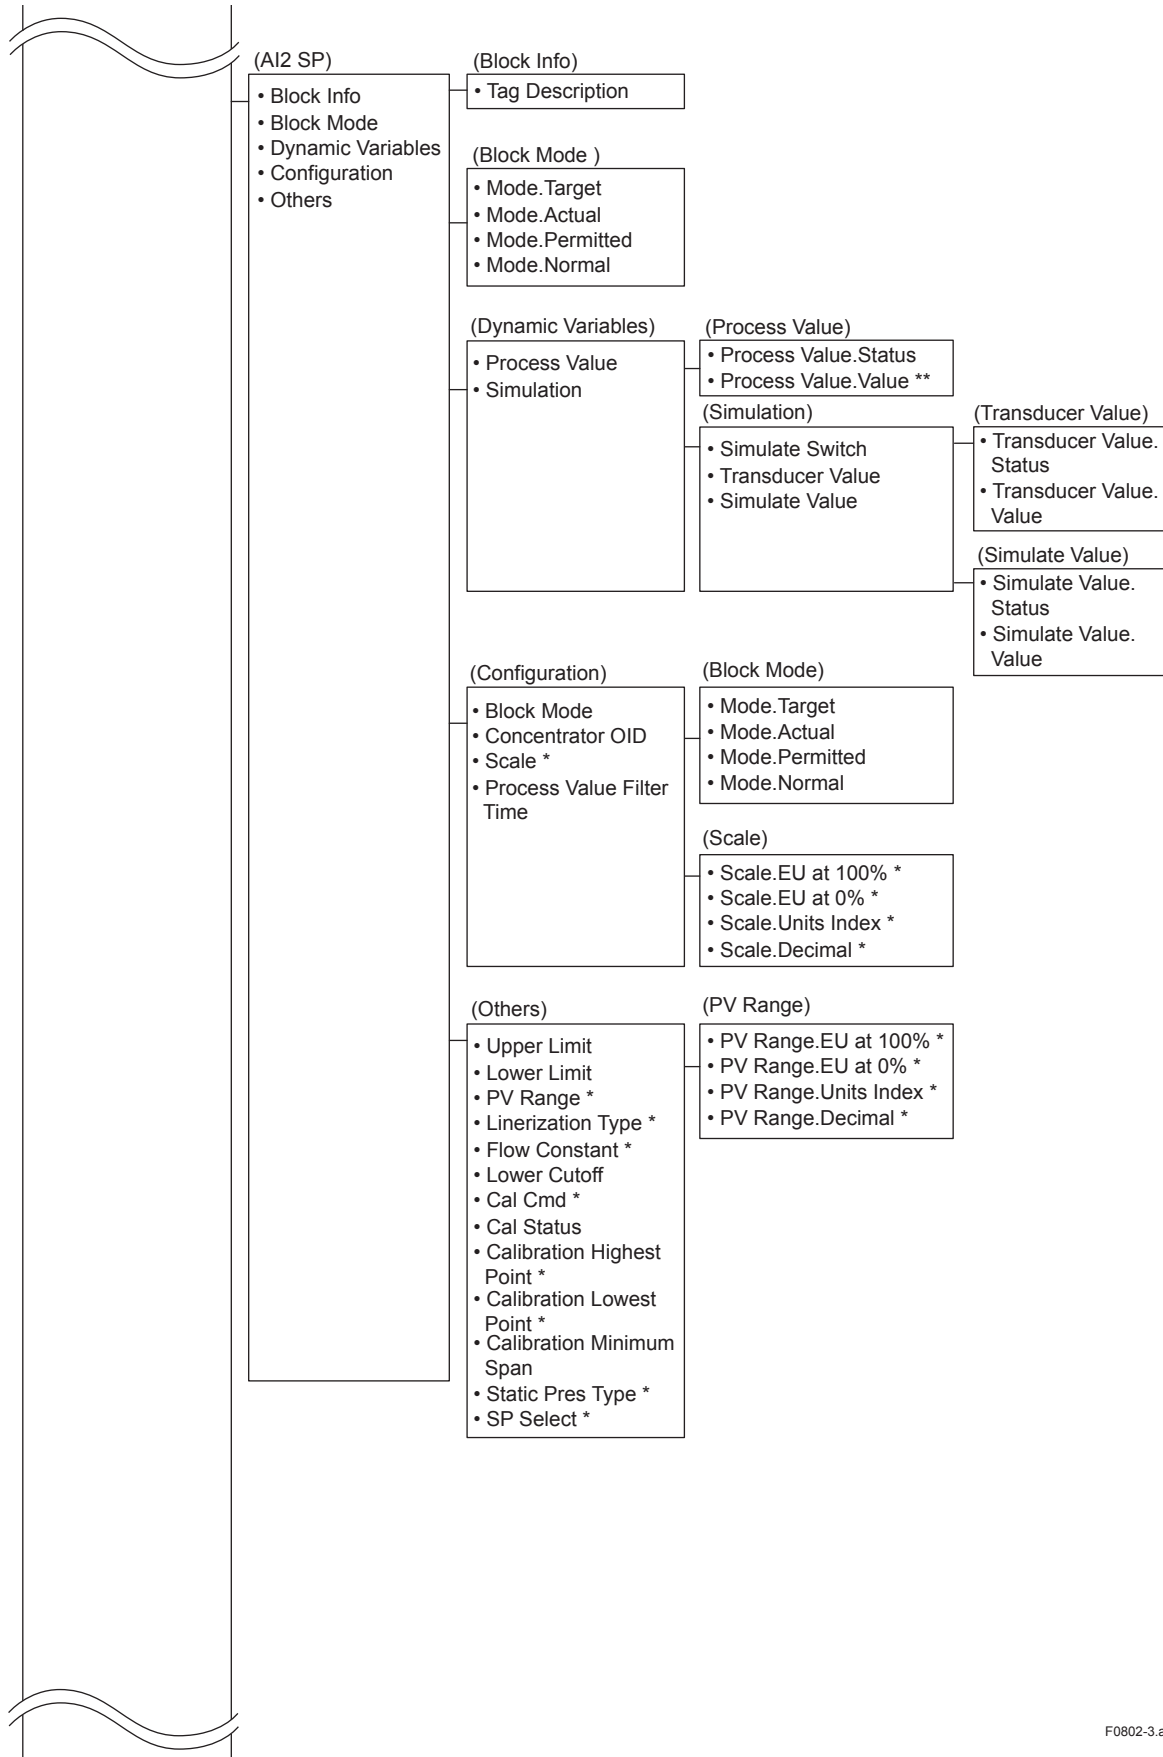 (AI2 SP)
• Block Info
• Block Mode
• Dynamic Variables
• Configuration
• Others
(Block Info)
• Tag Description
(Block Mode )
• Mode.Target
• Mode.Actual
• Mode.Permitted
• Mode.Normal
(Dynamic Variables)
• Process Value
• Simulation
(Process Value)
• Process Value.Status
• Process Value.Value **
(Simulation)
• Simulate Switch
• Transducer Value
• Simulate Value
(Transducer Value)
• Transducer Value.
Status
• Transducer Value.
Value
(Simulate Value)
• Simulate Value.
Status
• Simulate Value.
Value
(Configuration)
• Block Mode
• Concentrator OID
• Scale *
• Process Value Filter
Time
(Block Mode)
• Mode.Target
• Mode.Actual
• Mode.Permitted
• Mode.Normal
(Scale)
• Scale.EU at 100% *
• Scale.EU at 0% *
• Scale.Units Index *
• Scale.Decimal *
(Others)
• Upper Limit
• Lower Limit
• PV Range *
• Linerization Type *
• Flow Constant *
• Lower Cutoff
• Cal Cmd *
• Cal Status
• Calibration Highest
Point *
• Calibration Lowest
Point *
• Calibration Minimum
Span
• Static Pres Type *
• SP Select *
(PV Range)
• PV Range.EU at 100% *
• PV Range.EU at 0% *
• PV Range.Units Index *
• PV Range.Decimal *
F0802-3.a